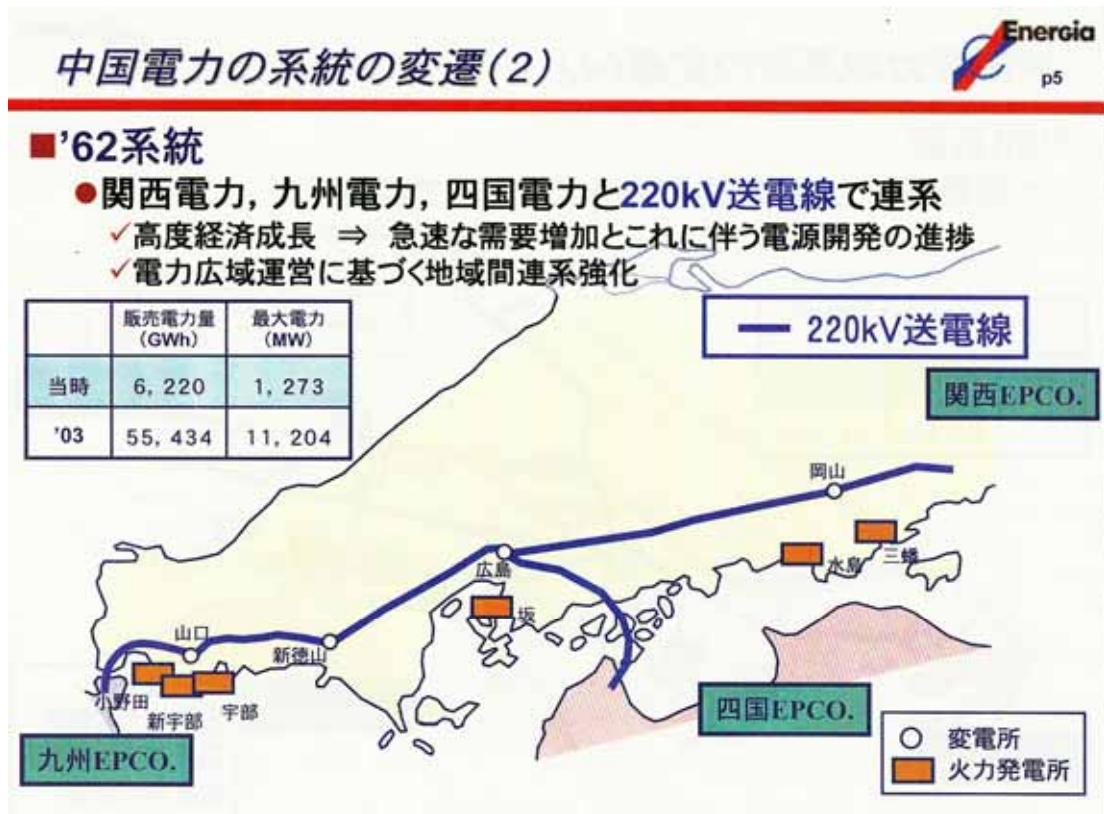 Energia
中国電力の系統の変遷(2)
p5
■’62系統
●関西電力，九州電力，四国電力と220kV送電線で連系
✓高度経済成長 ⇒ 急速な需要増加とこれに伴う電源開発の進捗
✓電力広域運営に基づく地域間連系強化
販売電力量 最大電力
(GWh) (MW)
当時 6，220 1，273
’03 55，434 11，204
220kV送電線
関西EPCO.
岡山
広島
水島
三蟠
坂
山口
新徳山
小野田
新宇部
宇部
四国EPCO.
九州EPCO.
変電所
火力発電所